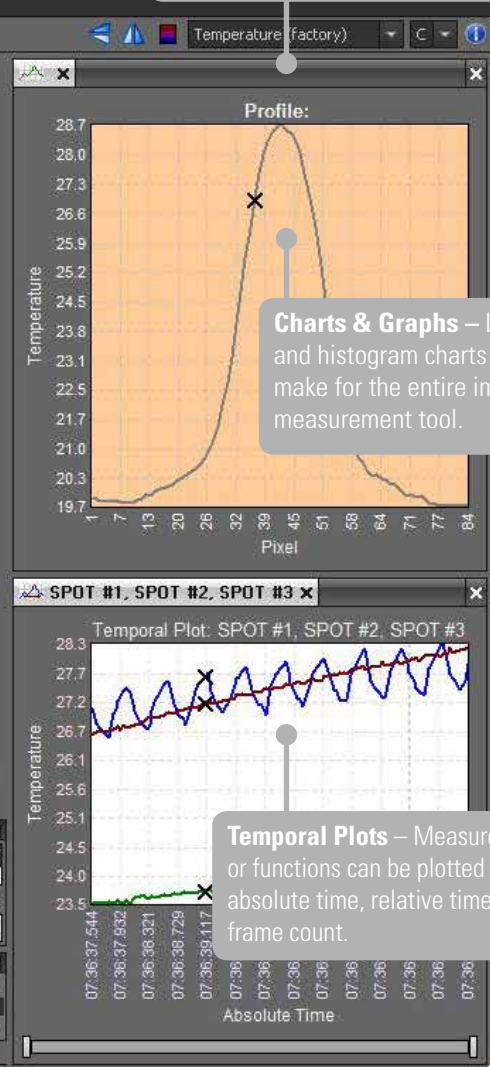 Temperature (factory)
C
Profile:
28.7
28.0
27.3
26.6
25.9
25.2
24.5
23.8
23.1
22.5
21.7
21.0
20.3
19.7
Temperature
1 7 13 20 26 32 39 45 51 58 64 71 77 84
Pixel
Charts & Graphs –
and histogram charts
make for the entire
measurement tool.
SPOT #1, SPOT #2, SPOT #3
Temporal Plot: SPOT #1, SPOT #2, SPOT #3
28.3
27.7
27.2
26.7
26.1
25.6
25.1
24.5
24.0
23.5
Temperature
Temporal Plots – Measure
or functions can be plotted
absolute time, relative time
frame count.
07:36:37.544 07:36:37.932 07:36:38.321 07:36:38.729 07:36:39.117
Absolute Time